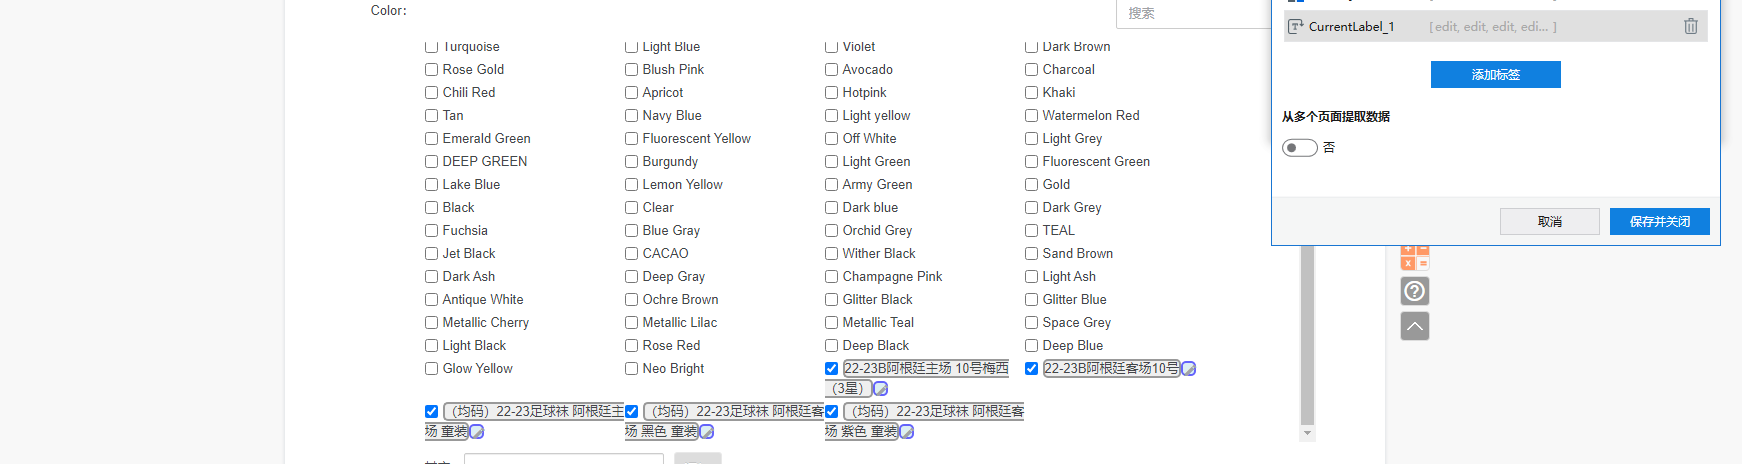 Color:
搜索
Turquoise Light Blue Violet Dark Brown
Rose Gold Blush Pink Avocado Charcoal
Chili Red Apricot Hotpink Khaki
Tan Navy Blue Light yellow Watermelon Red
Emerald Green Fluorescent Yellow Off White Light Grey
DEEP GREEN Burgundy Light Green Fluorescent Green
Lake Blue Lemon Yellow Army Green Gold
Black Clear Dark blue Dark Grey
Fuchsia Blue Gray Orchid Grey TEAL
Jet Black CACAO Wither Black Sand Brown
Dark Ash Deep Gray Champagne Pink Light Ash
Antique White Ochre Brown Glitter Black Glitter Blue
Metallic Cherry Metallic Lilac Metallic Teal Space Grey
Light Black Rose Red Deep Black Deep Blue
Glow Yellow Neo Bright 22-23B阿根廷主场 10号梅西 22-23B阿根廷客场10号
（3星）
（均码）22-23足球袜 阿根廷主 （均码）22-23足球袜 阿根廷客 （均码）22-23足球袜 阿根廷客
场 童装 场 黑色 童装 场 紫色 童装
CurrentLabel_1 [edit, edit, edit, edi... ]
添加标签
从多个页面提取数据
否
取消 保存并关闭